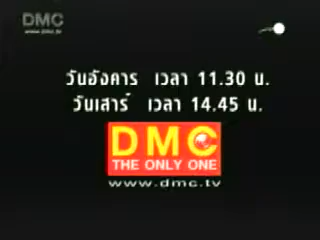 DMC
www.dmc.tv
วันอังคาร เวลา 11.30 น.
วันเสาร์ เวลา 14.45 น.
DMC
THE ONLY ONE
www.dmc.tv